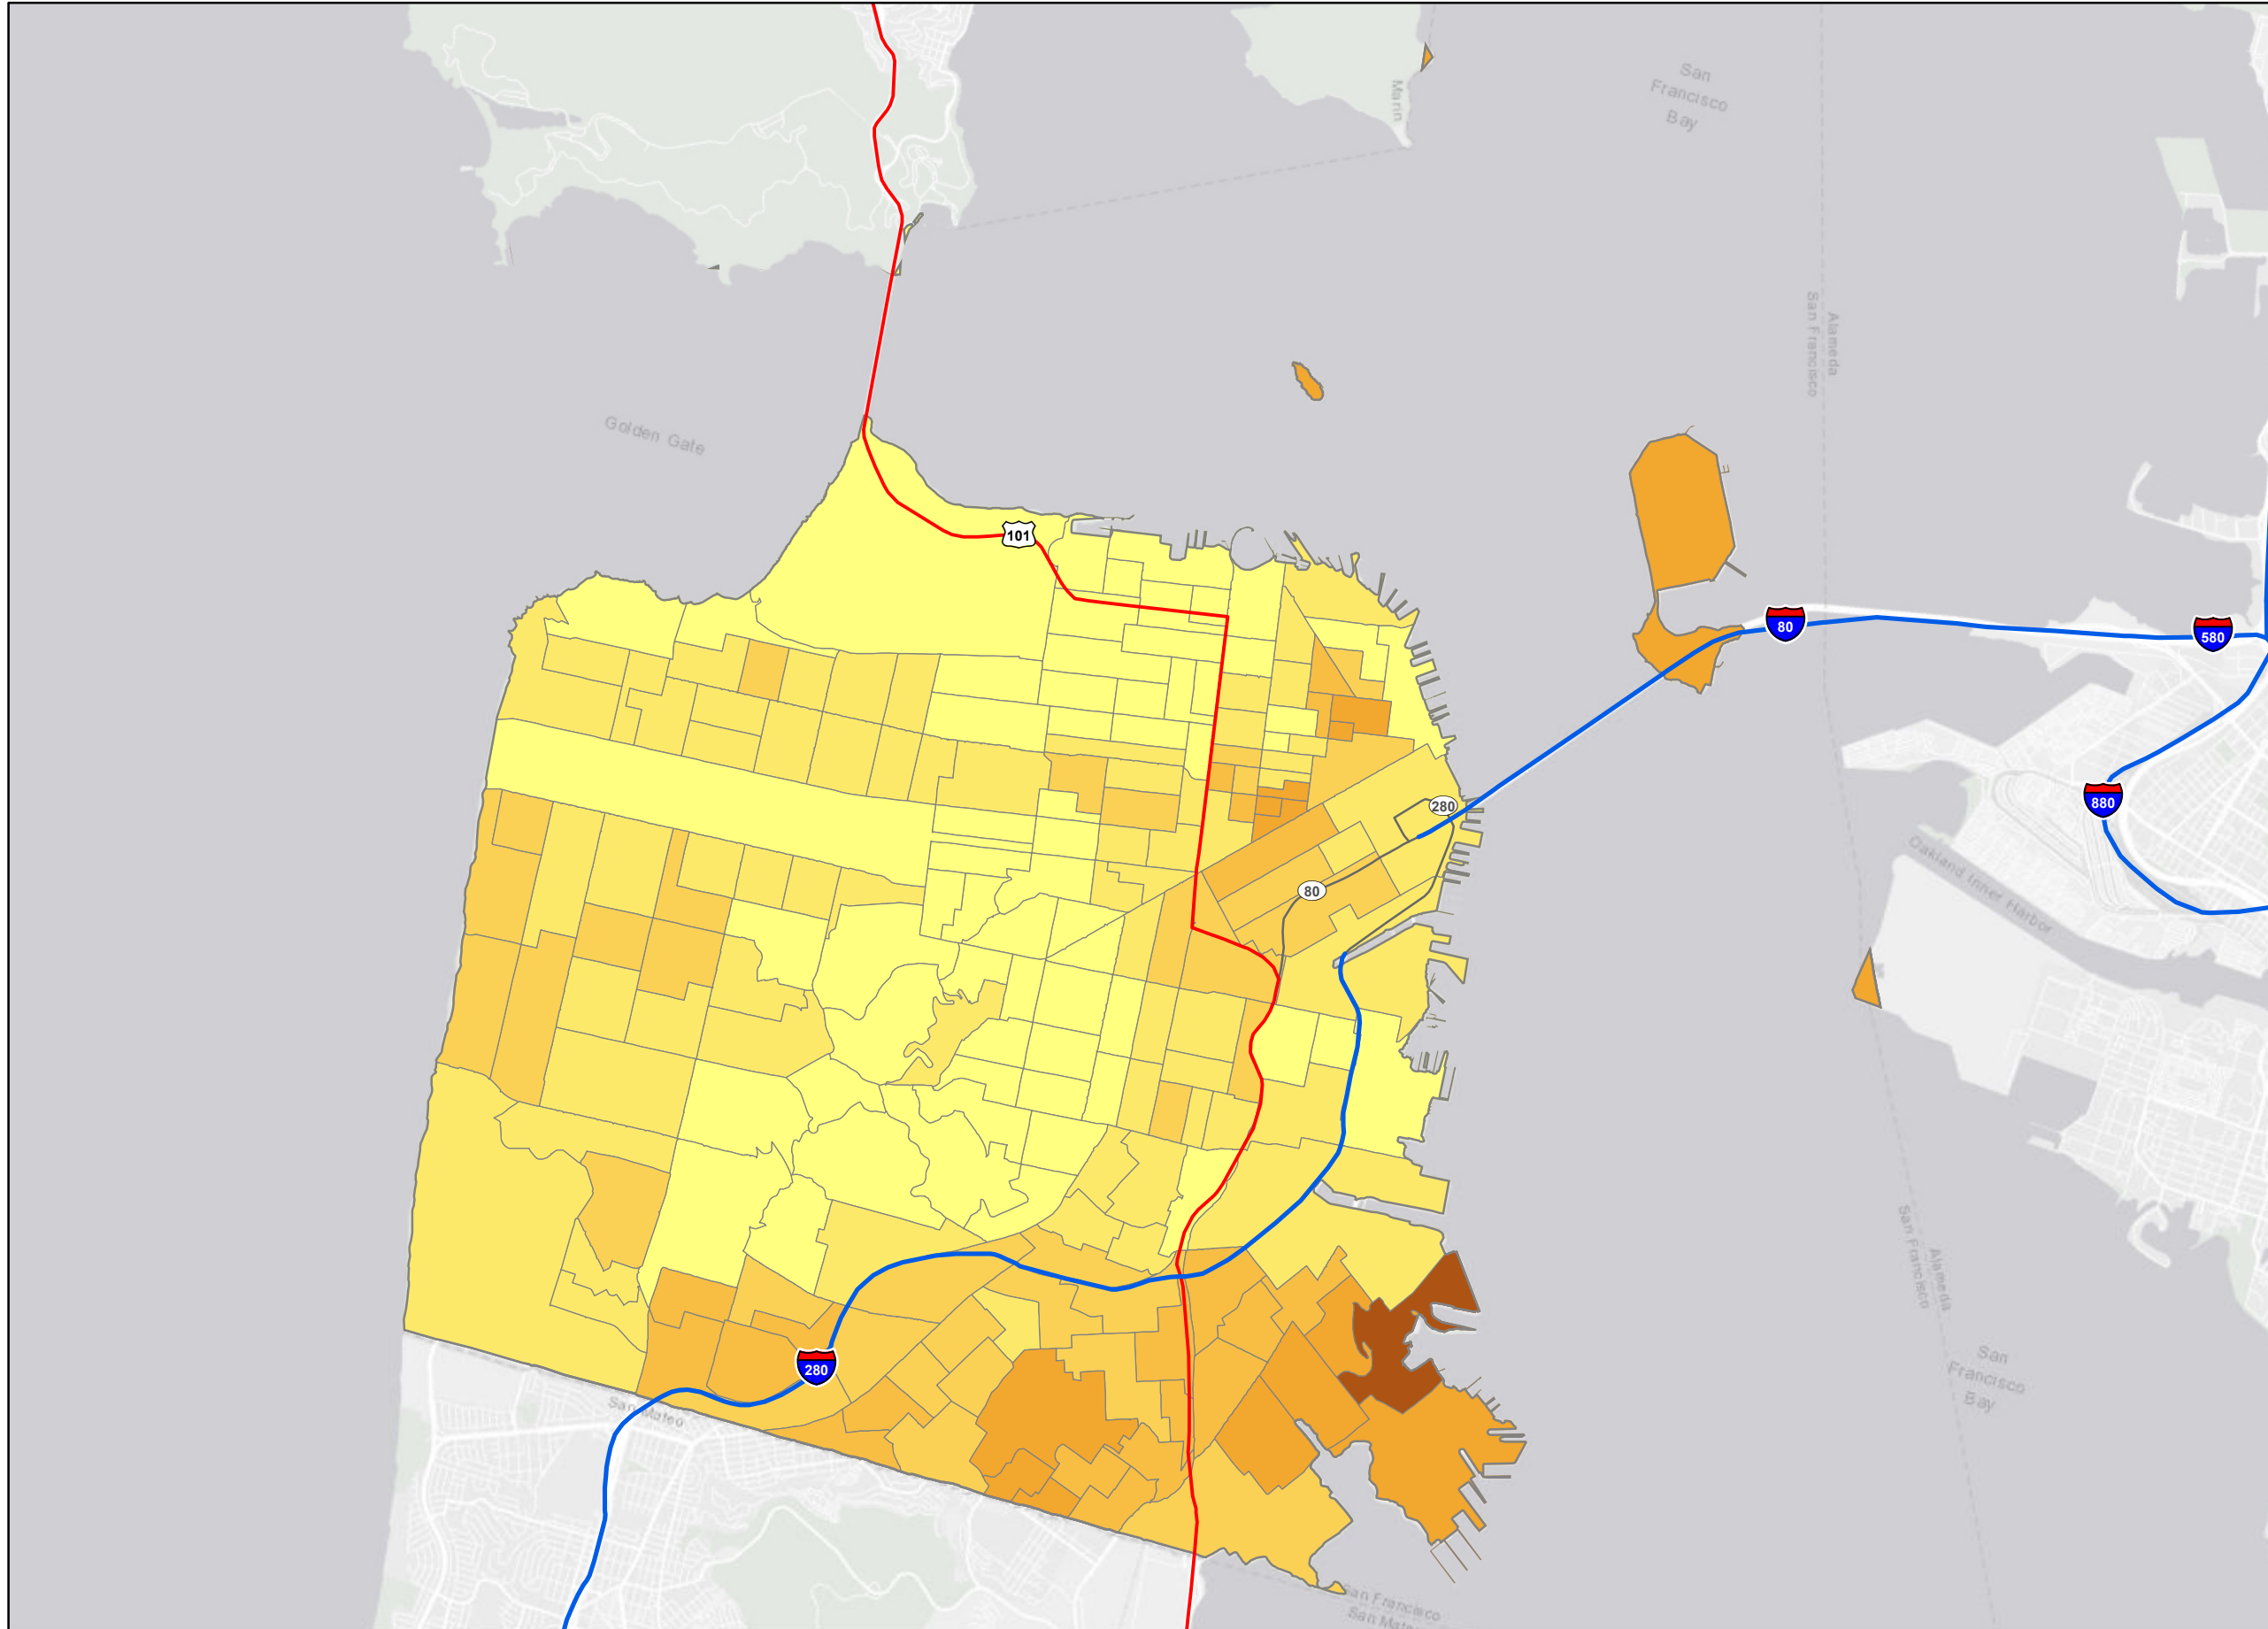 San
Francisco
Bay
Marin
Alameda
San Francisco
Golden Gate
101
80
580
280
880
80
Oakland Inner Harbor
Alameda
San Francisco
San
Francisco
Bay
280
San Mateo
San Francisco
San Mateo